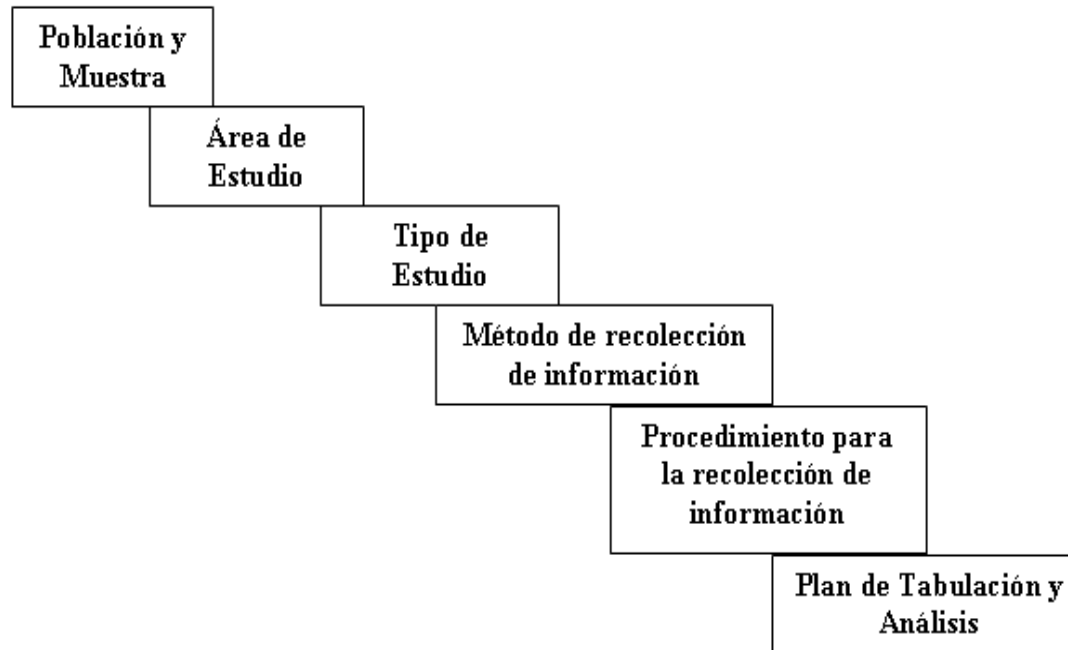 Población y
Muestra
Área de
Estudio
Tipo de
Estudio
Método de recolección
de información
Procedimiento para
la recolección de
información
Plan de Tabulación y
Análisis